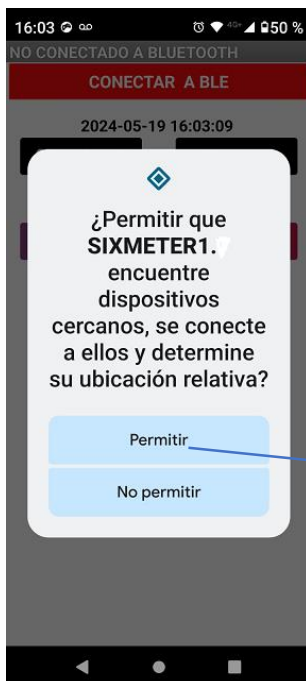 16:03 4G+ 50 %
NO CONECTADO A BLUETOOTH
CONECTAR A BLE
2024-05-19 16:03:09
¿Permitir que
SIXMETER1.
encuentre
dispositivos
cercanos, se conecte
a ellos y determine
su ubicación relativa?
Permitir
No permitir